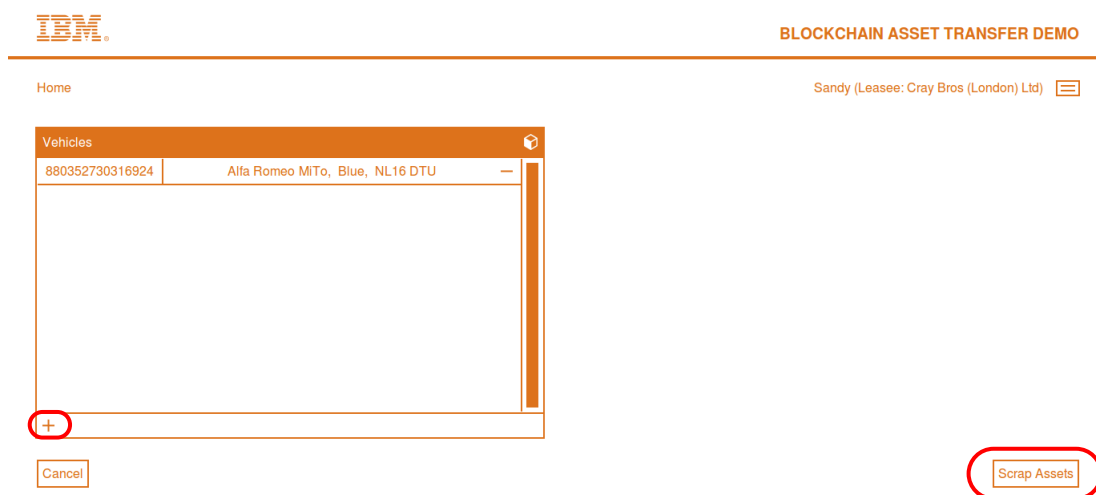 IBM®
BLOCKCHAIN ASSET TRANSFER DEMO
Home
Sandy (Leasee: Cray Bros (London) Ltd)
Vehicles
880352730316924 Alfa Romeo MiTo, Blue, NL16 DTU −
+
Cancel
Scrap Assets